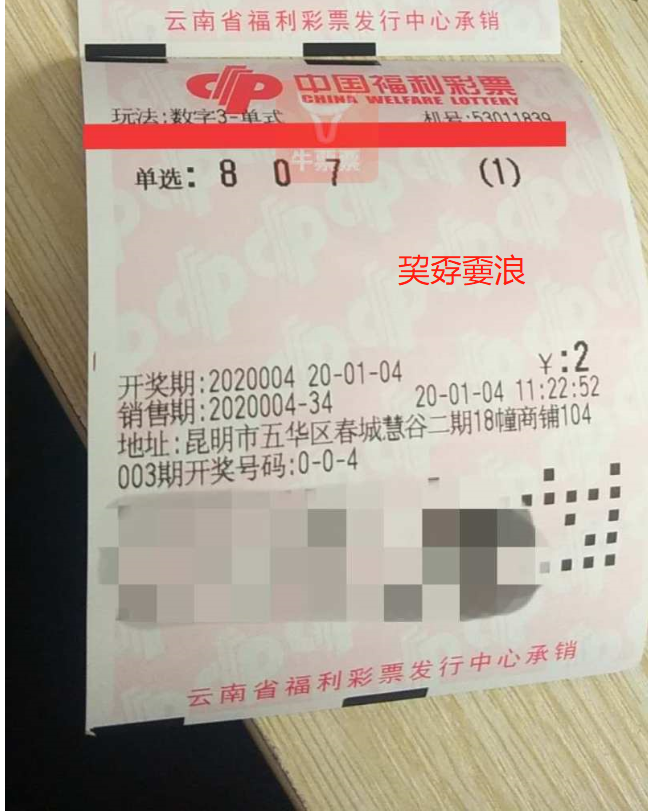 云南省福利彩票发行中心承销
中国福利彩票
CHINA WELFARE LOTTERY
玩法:数字3-单式 机号:53011839
牛票票
单选: 8 0 7 (1)
浪
¥:2
开奖期:2020004 20-01-04
销售期:2020004-34 20-01-04 11:22:52
地址:昆明市五华区春城慧谷二期18幢商铺104
003期开奖号码:0-0-4
云南省福利彩票发行中心承销